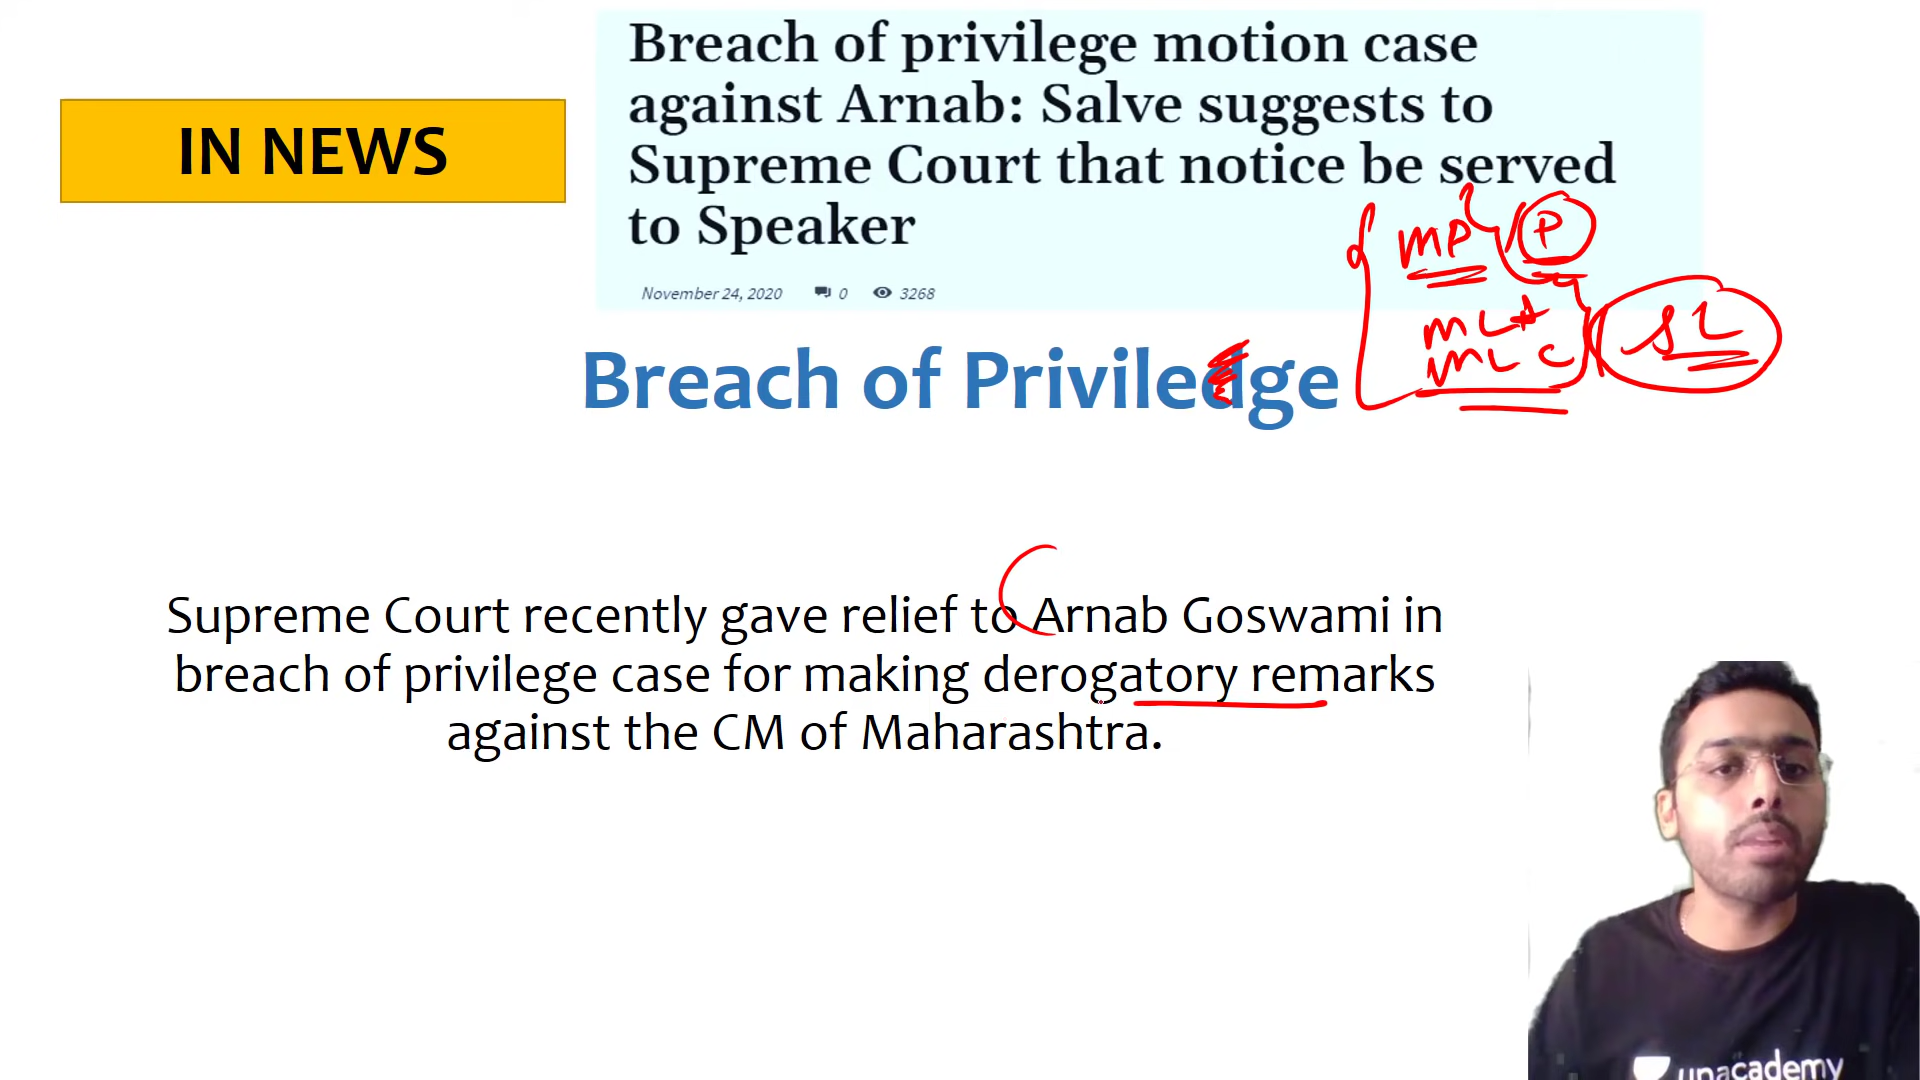 Breach of privilege motion case
against Arnab: Salve suggests to
Supreme Court that notice be served
to Speaker
November 24, 2020 0 3268
IN NEWS
MP P
MLA
MLC
SL
Breach of Priviledge
Supreme Court recently gave relief to Arnab Goswami in
breach of privilege case for making derogatory remarks
against the CM of Maharashtra.
unacademy